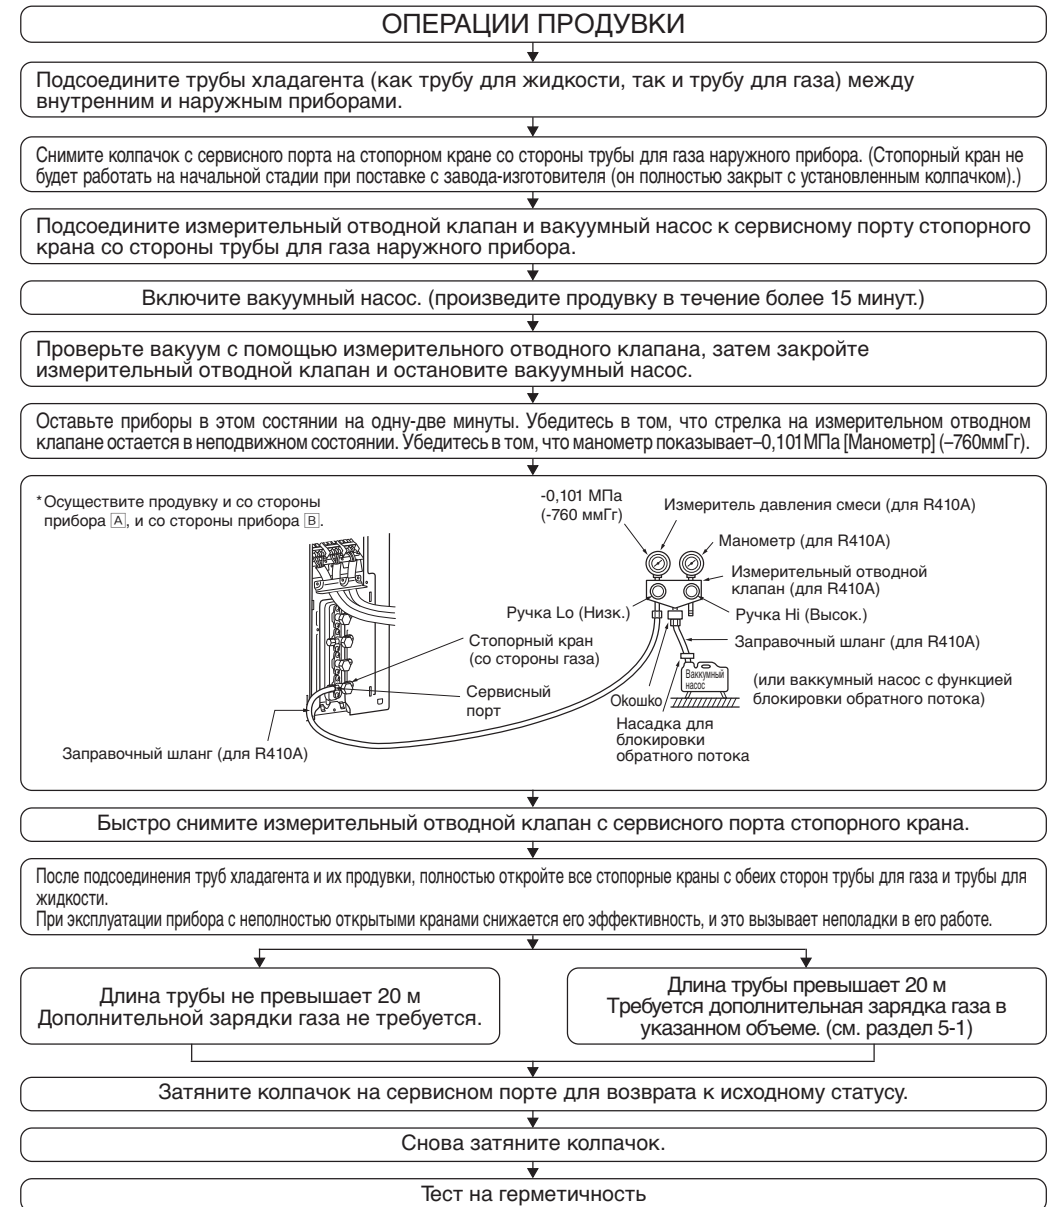 ОПЕРАЦИИ ПРОДУВКИ
Подсоедините трубы хладагента (как трубу для жидкости, так и трубу для газа) между
внутренним и наружным приборами.
Снимите колпачок с сервисного порта на стопорном кране со стороны трубы для газа наружного прибора. (Стопорный кран не
будет работать на начальной стадии при поставке с завода-изготовителя (он полностью закрыт с установленным колпачком).)
Подсоедините измерительный отводной клапан и вакуумный насос к сервисному порту стопорного
крана со стороны трубы для газа наружного прибора.
Включите вакуумный насос. (произведите продувку в течение более 15 минут.)
Проверьте вакуум с помощью измерительного отводного клапана, затем закройте
измерительный отводной клапан и остановите вакуумный насос.
Оставьте приборы в этом состянии на одну-две минуты. Убедитесь в том, что стрелка на измерительном отводном
клапане остается в неподвижном состоянии. Убедитесь в том, что манометр показывает–0,101МПа [Манометр] (–760ммГг).
*Осуществите продувку и со стороны
прибора A, и со стороны прибора B.
-0,101 МПа
(-760 ммГг)
Измеритель давления смеси (для R410A)
Манометр (для R410A)
Измерительный отводной
клапан (для R410A)
Ручка Lo (Низк.)
Ручка Hi (Высок.)
Стопорный кран
(со стороны газа)
Заправочный шланг (для R410A)
Сервисный
порт
Ваккумный
насос
(или ваккумный насос с функцией
блокировки обратного потока)
Окошко
Насадка для
блокировки
обратного потока
Заправочный шланг (для R410A)
Быстро снимите измерительный отводной клапан с сервисного порта стопорного крана.
После подсоединения труб хладагента и их продувки, полностью откройте все стопорные краны с обеих сторон трубы для газа и трубы для
жидкости.
При эксплуатации прибора с неполностью открытыми кранами снижается его эффективность, и это вызывает неполадки в его работе.
Длина трубы не превышает 20 м
Дополнительной зарядки газа не требуется.
Длина трубы превышает 20 м
Требуется дополнительная зарядка газа в
указанном объеме. (см. раздел 5-1)
Затяните колпачок на сервисном порте для возврата к исходному статусу.
Снова затяните колпачок.
Тест на герметичность